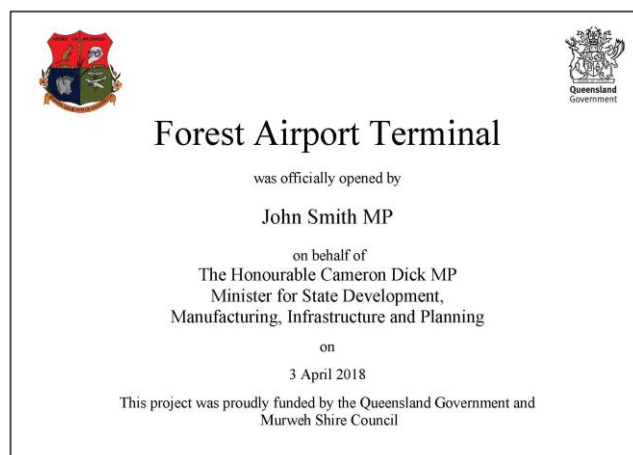 Queensland
Government
Forest Airport Terminal
was officially opened by
John Smith MP
on behalf of
The Honourable Cameron Dick MP
Minister for State Development,
Manufacturing, Infrastructure and Planning
on
3 April 2018
This project was proudly funded by the Queensland Government and
Murweh Shire Council